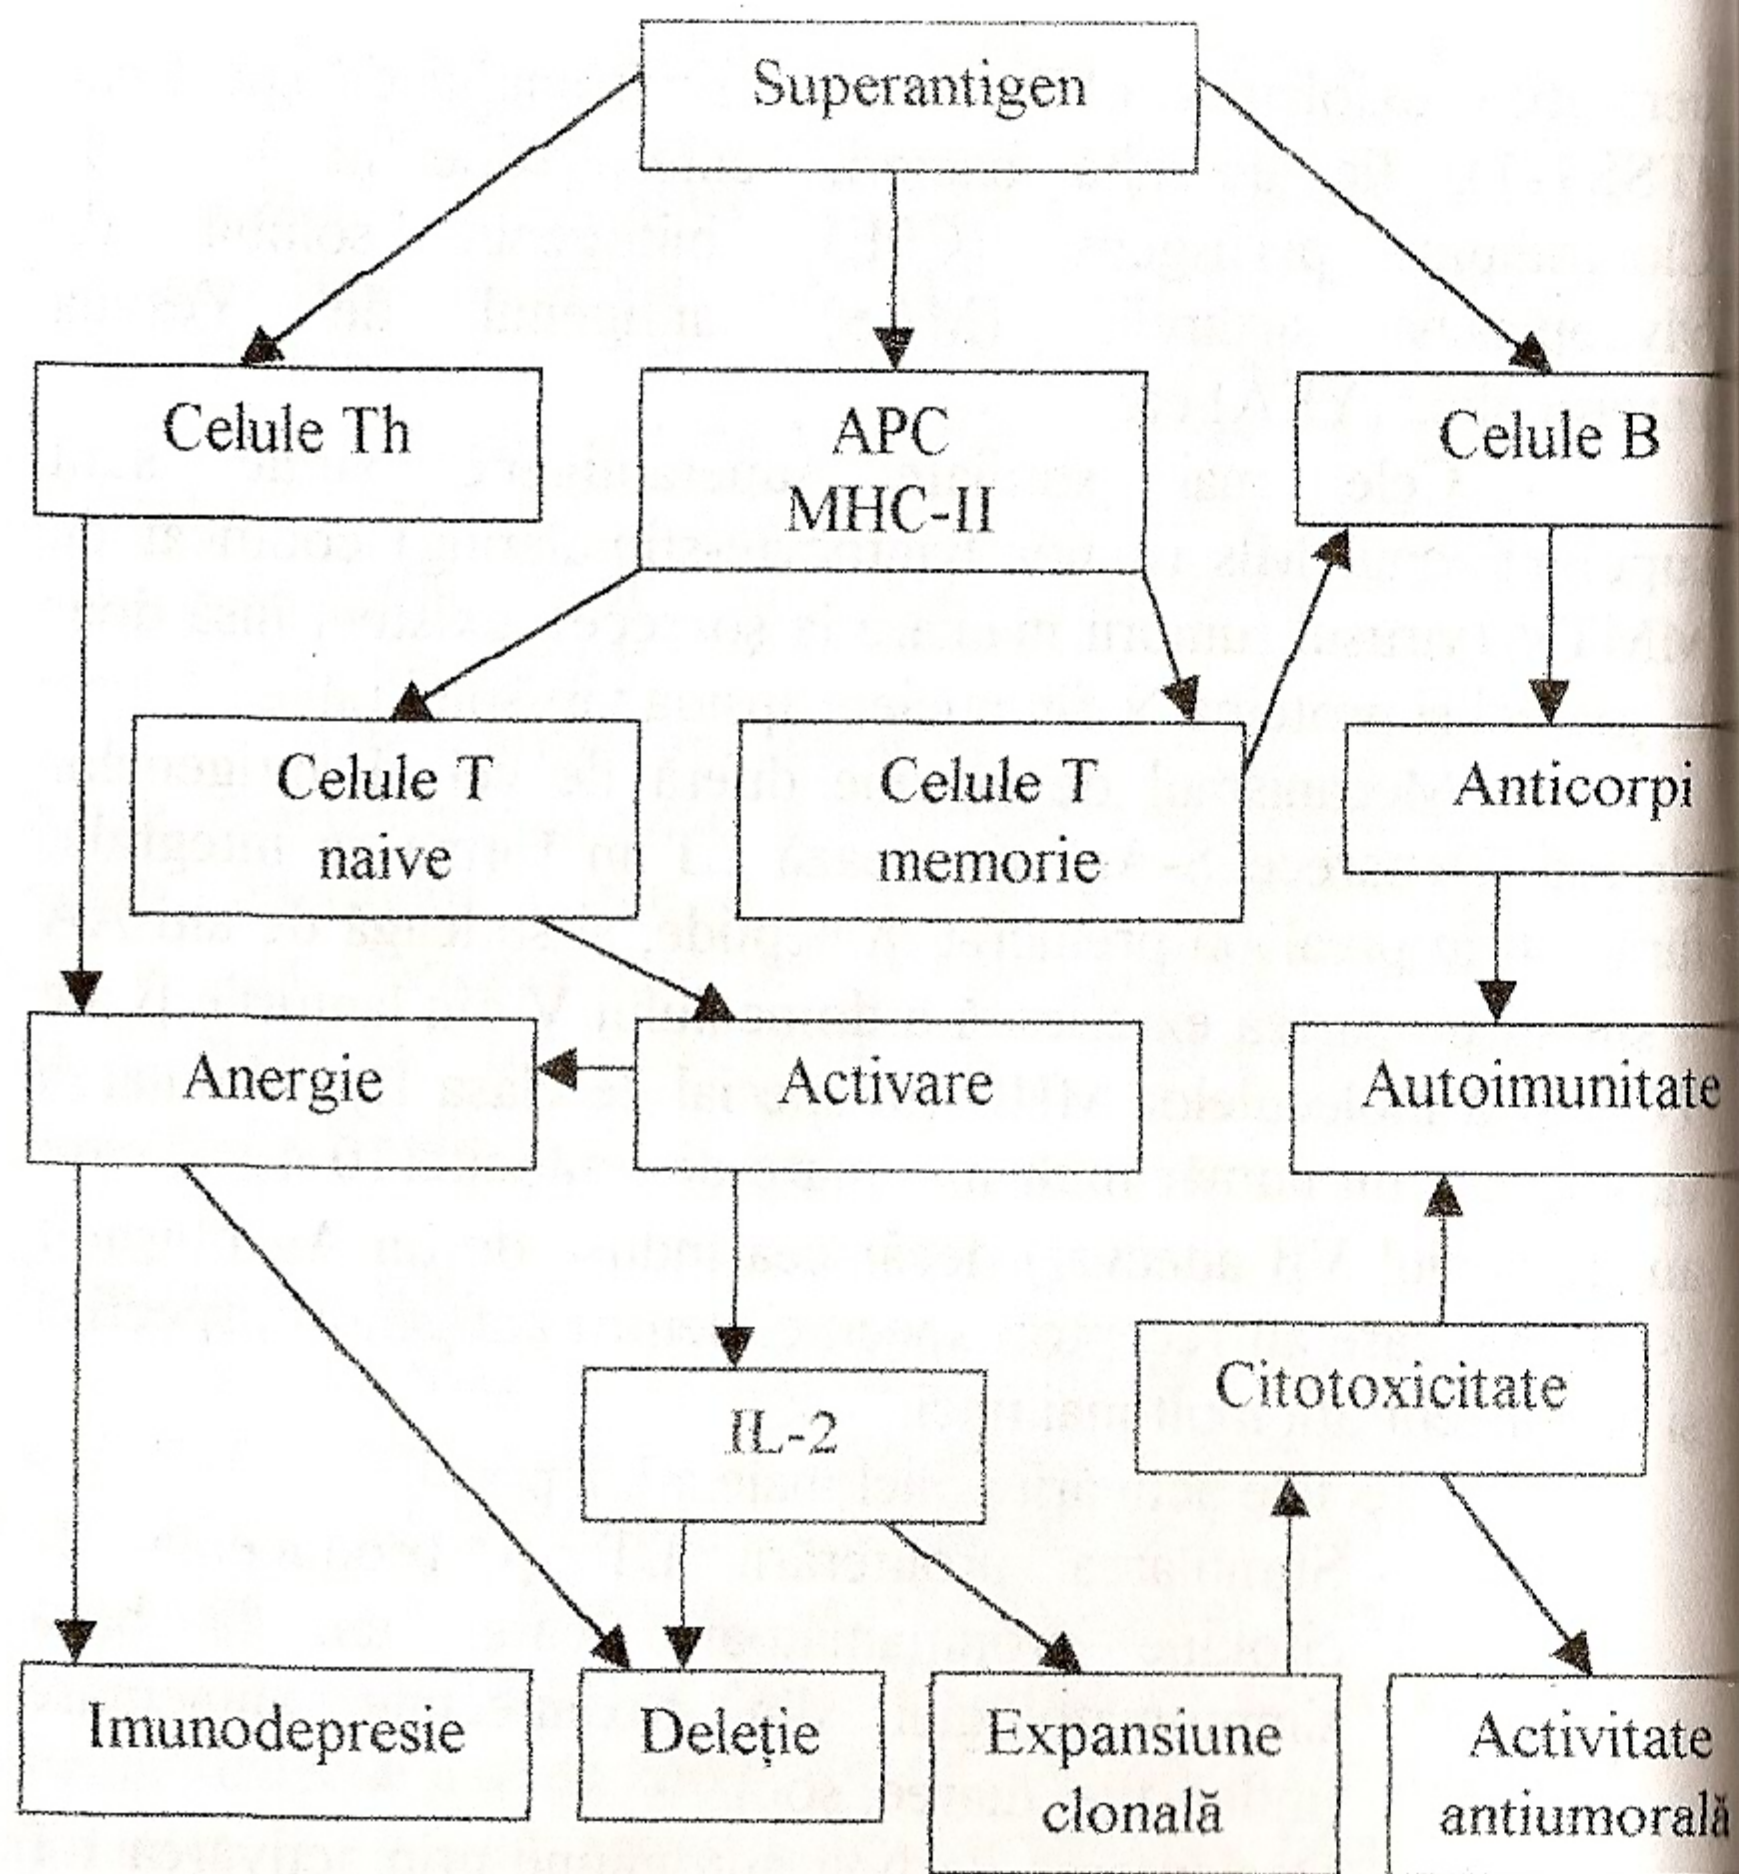 Superantigen
Celule Th
APC
MHC-II
Celule B
Celule T
naive
Celule T
memorie
Anticorpi
Anergie
Activare
Autoimunitate
IL-2
Citotoxicitate
Imunodepresie
Deleție
Expansiune
clonală
Activitate
antiumorală